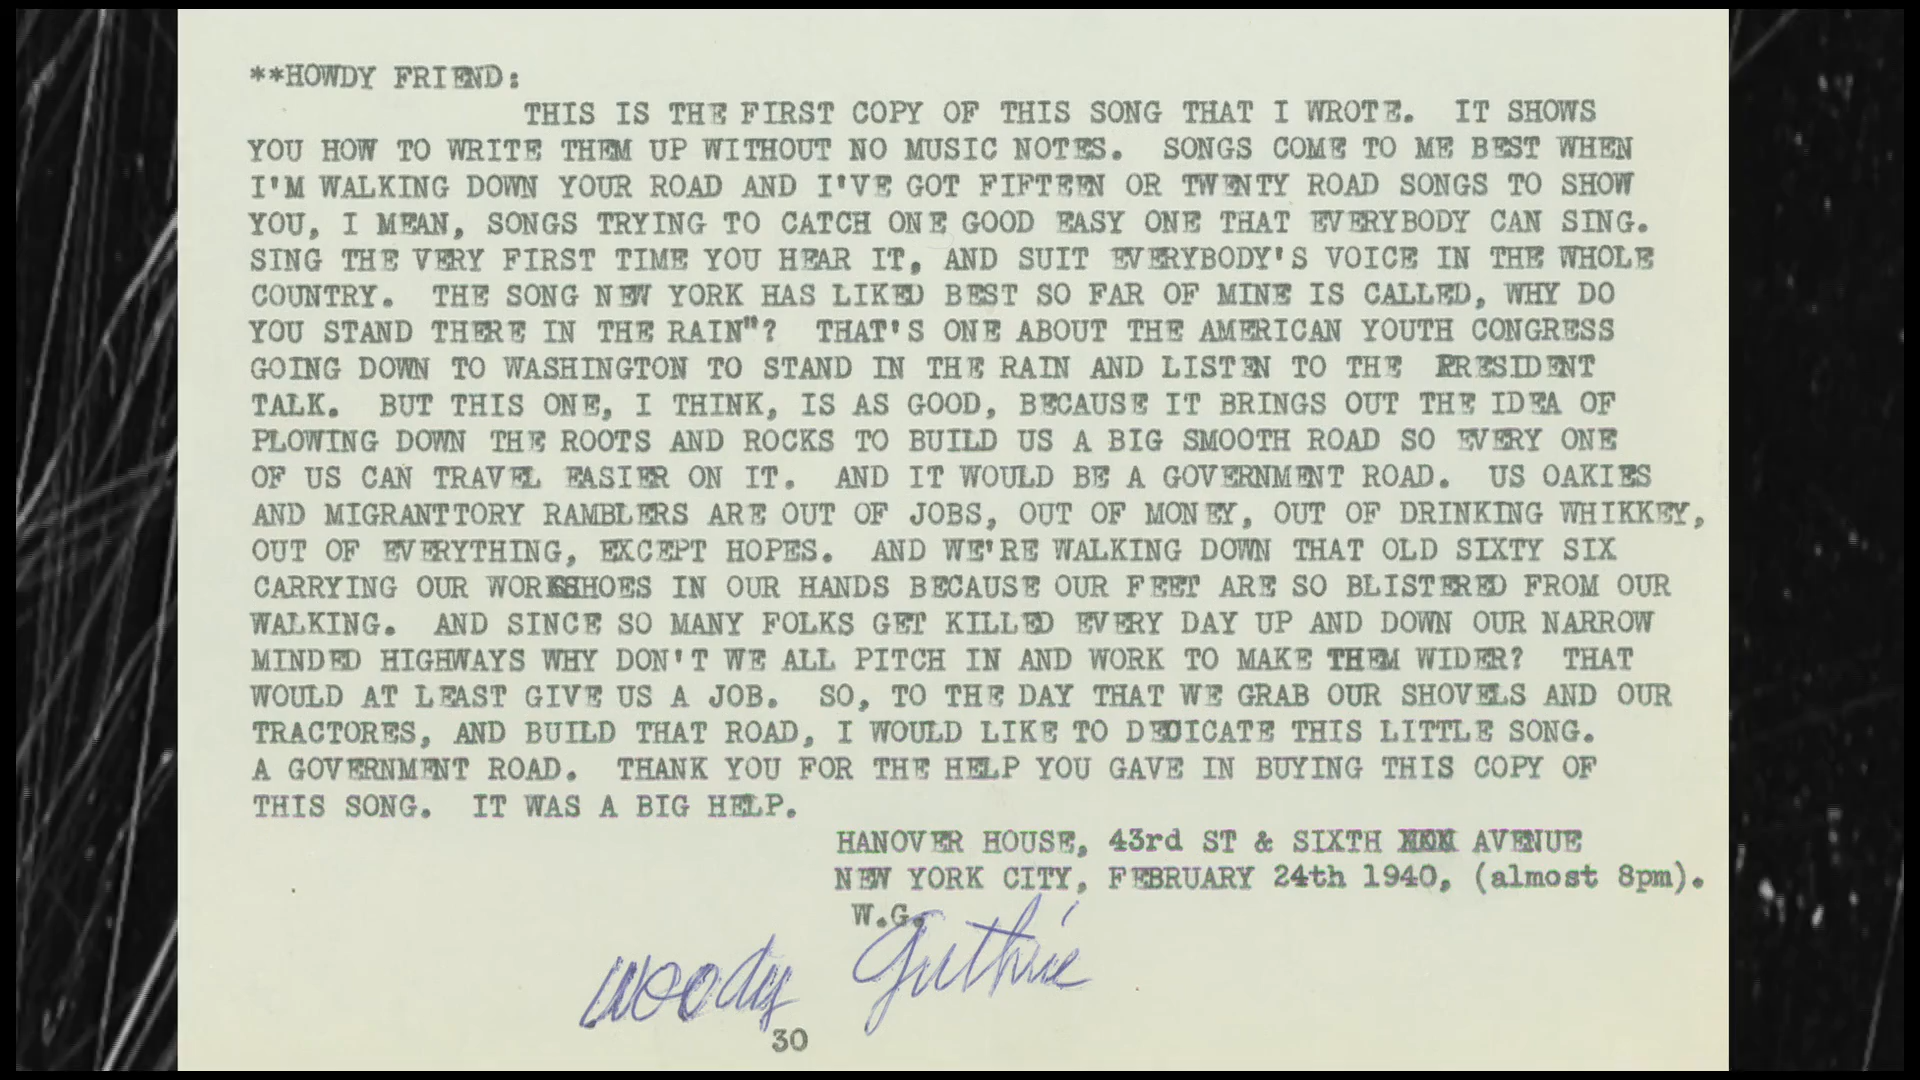 **HOWDY FRIEND:
THIS IS THE FIRST COPY OF THIS SONG THAT I WROTE. IT SHOWS
YOU HOW TO WRITE THEM UP WITHOUT NO MUSIC NOTES. SONGS COME TO ME BEST WHEN
I'M WALKING DOWN YOUR ROAD AND I'VE GOT FIFTEEN OR TWENTY ROAD SONGS TO SHOW
YOU, I MEAN, SONGS TRYING TO CATCH ONE GOOD EASY ONE THAT EVERYBODY CAN SING.
SING THE VERY FIRST TIME YOU HEAR IT, AND SUIT EVERYBODY'S VOICE IN THE WHOLE
COUNTRY. THE SONG NEW YORK HAS LIKED BEST SO FAR OF MINE IS CALLED, WHY DO
YOU STAND THERE IN THE RAIN"? THAT'S ONE ABOUT THE AMERICAN YOUTH CONGRESS
GOING DOWN TO WASHINGTON TO STAND IN THE RAIN AND LISTEN TO THE PRESIDENT
TALK. BUT THIS ONE, I THINK, IS AS GOOD, BECAUSE IT BRINGS OUT THE IDEA OF
PLOWING DOWN THE ROOTS AND ROCKS TO BUILD US A BIG SMOOTH ROAD SO EVERY ONE
OF US CAN TRAVEL EASIER ON IT. AND IT WOULD BE A GOVERNMENT ROAD. US OAKIES
AND MIGRANTTORY RAMBLERS ARE OUT OF JOBS, OUT OF MONEY, OUT OF DRINKING WHIKKEY,
OUT OF EVERYTHING, EXCEPT HOPES. AND WE'RE WALKING DOWN THAT OLD SIXTY SIX
CARRYING OUR WORKSHOES IN OUR HANDS BECAUSE OUR FEET ARE SO BLISTERED FROM OUR
WALKING. AND SINCE SO MANY FOLKS GET KILLED EVERY DAY UP AND DOWN OUR NARROW
MINDED HIGHWAYS WHY DON'T WE ALL PITCH IN AND WORK TO MAKE THEM WIDER? THAT
WOULD AT LEAST GIVE US A JOB. SO, TO THE DAY THAT WE GRAB OUR SHOVELS AND OUR
TRACTORES, AND BUILD THAT ROAD, I WOULD LIKE TO DEDICATE THIS LITTLE SONG.
A GOVERNMENT ROAD. THANK YOU FOR THE HELP YOU GAVE IN BUYING THIS COPY OF
THIS SONG. IT WAS A BIG HELP.
HANOVER HOUSE, 43rd ST & SIXTH AVENUE
NEW YORK CITY, FEBRUARY 24th 1940, (almost 8pm).
W.G.
Woody Guthrie
30